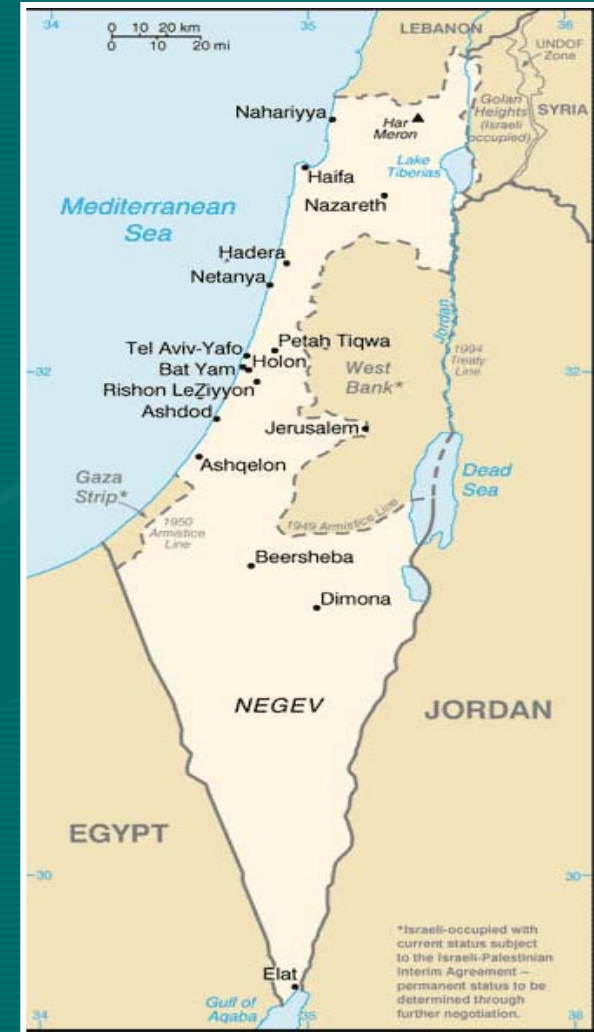 34
35
36
0 10 20 km
0 10 20 mi
LEBANON
UNDOF
Zone
Nahariyya
Har
Meron
Golan
Heights
(Israeli
occupied)
SYRIA
Haifa
Lake
Tiberias
Nazareth
Mediterranean
Sea
Hadera
Netanya
Jordan
Tel Aviv-Yafo
Petah Tiqwa
1994
Treaty
Line
32
Bat Yam
Holon
West
Bank*
32
Rishon LeZiyyon
Ashdod
Jerusalem
Ashqelon
Dead
Sea
Gaza
Strip*
1950
Armistice
Line
1949 Armistice Line
Beersheba
Dimona
NEGEV
JORDAN
EGYPT
30
30
*Israeli-occupied with
current status subject
to the Israeli-Palestinian
Interim Agreement –
permanent status to be
determined through
further negotiation.
Elat
Gulf of
Aqaba
34
35
36